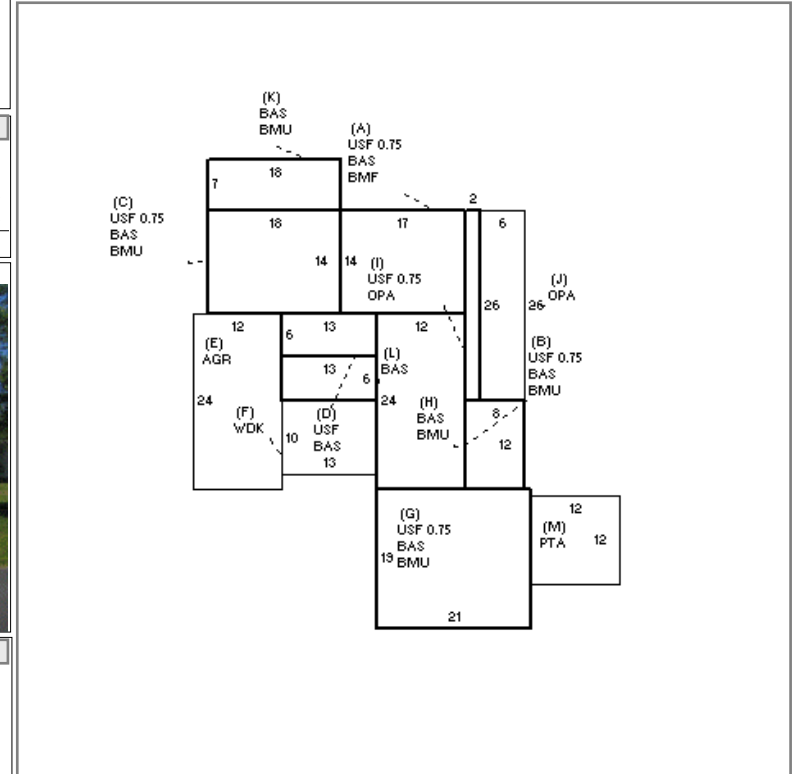 (K)
BAS
BMU
(A)
USF 0.75
BAS
BMF
18
7
(C)
USF 0.75
BAS
BMU
2
18
17
6
14
14
(I)
USF 0.75
OPA
(J)
OPA
26
26
12
13
12
(E)
AGR
6
(B)
USF 0.75
BAS
BMU
(L)
BAS
13
6
24
24
(F)
WDK
(D)
USF
BAS
(H)
BAS
BMU
8
10
12
13
(G)
USF 0.75
BAS
BMU
12
(M)
PTA
12
19
21